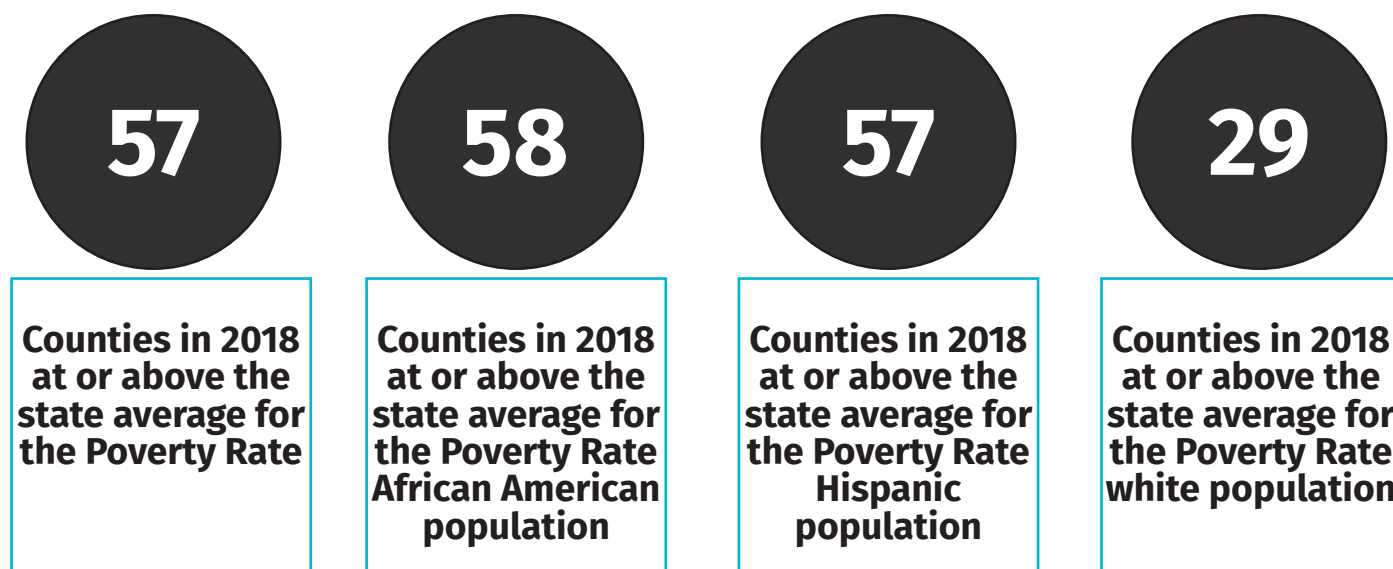 57
Counties in 2018
at or above the
state average for
the Poverty Rate
58
Counties in 2018
at or above the
state average for
the Poverty Rate
African American
population
57
Counties in 2018
at or above the
state average for
the Poverty Rate
Hispanic
population
29
Counties in 2018
at or above the
state average for
the Poverty Rate
white population